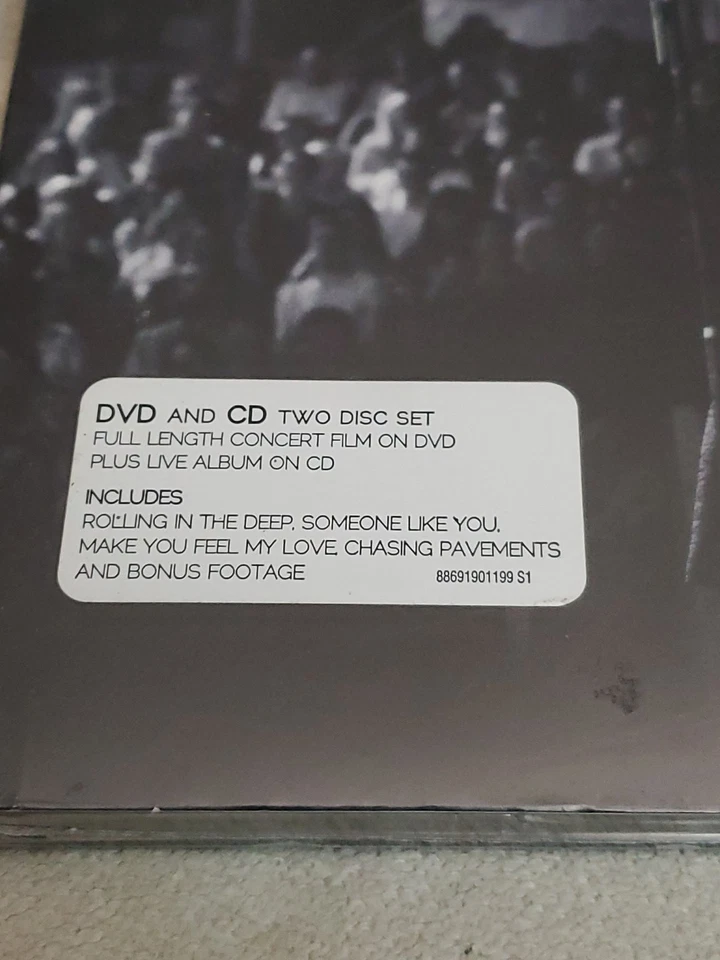 DVD AND CD TWO DISC SET
FULL LENGTH CONCERT FILM ON DVD
PLUS LIVE ALBUM ON CD
INCLUDES
ROLLING IN THE DEEP, SOMEONE LIKE YOU,
MAKE YOU FEEL MY LOVE, CHASING PAVEMENTS
AND BONUS FOOTAGE
88691901199 S1